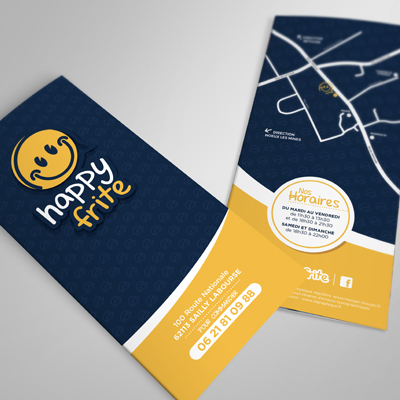 happy
frite
100 Route Nationale
62113 SAILLY LABOURSE
POUR COMMANDER
06 21 81 09 88
DIRECTION
DIRECTION
NOEUX LES MINES
Nos
Horaires
DU MARDI AU VENDREDI
de 11h30 à 13h30
et de 18h30 à 21h30
SAMEDI ET DIMANCHE
de 18h30 à 22h00
frite
f